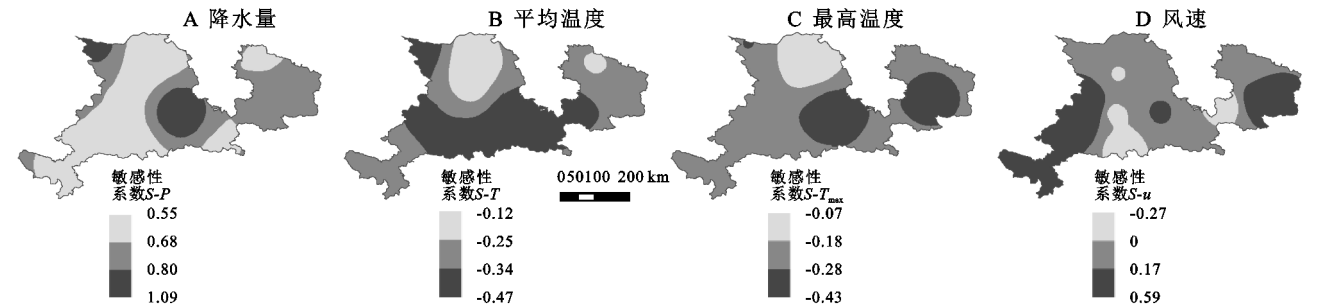 A 降水量
B 平均温度
C 最高温度
D 风速
敏感性
系数S-P
0.55
0.68
0.80
1.09
敏感性
系数S-T
-0.12
-0.25
-0.34
-0.47
050100 200 km
敏感性
系数S-Tmax
-0.07
-0.18
-0.28
-0.43
敏感性
系数S-u
-0.27
0
0.17
0.59